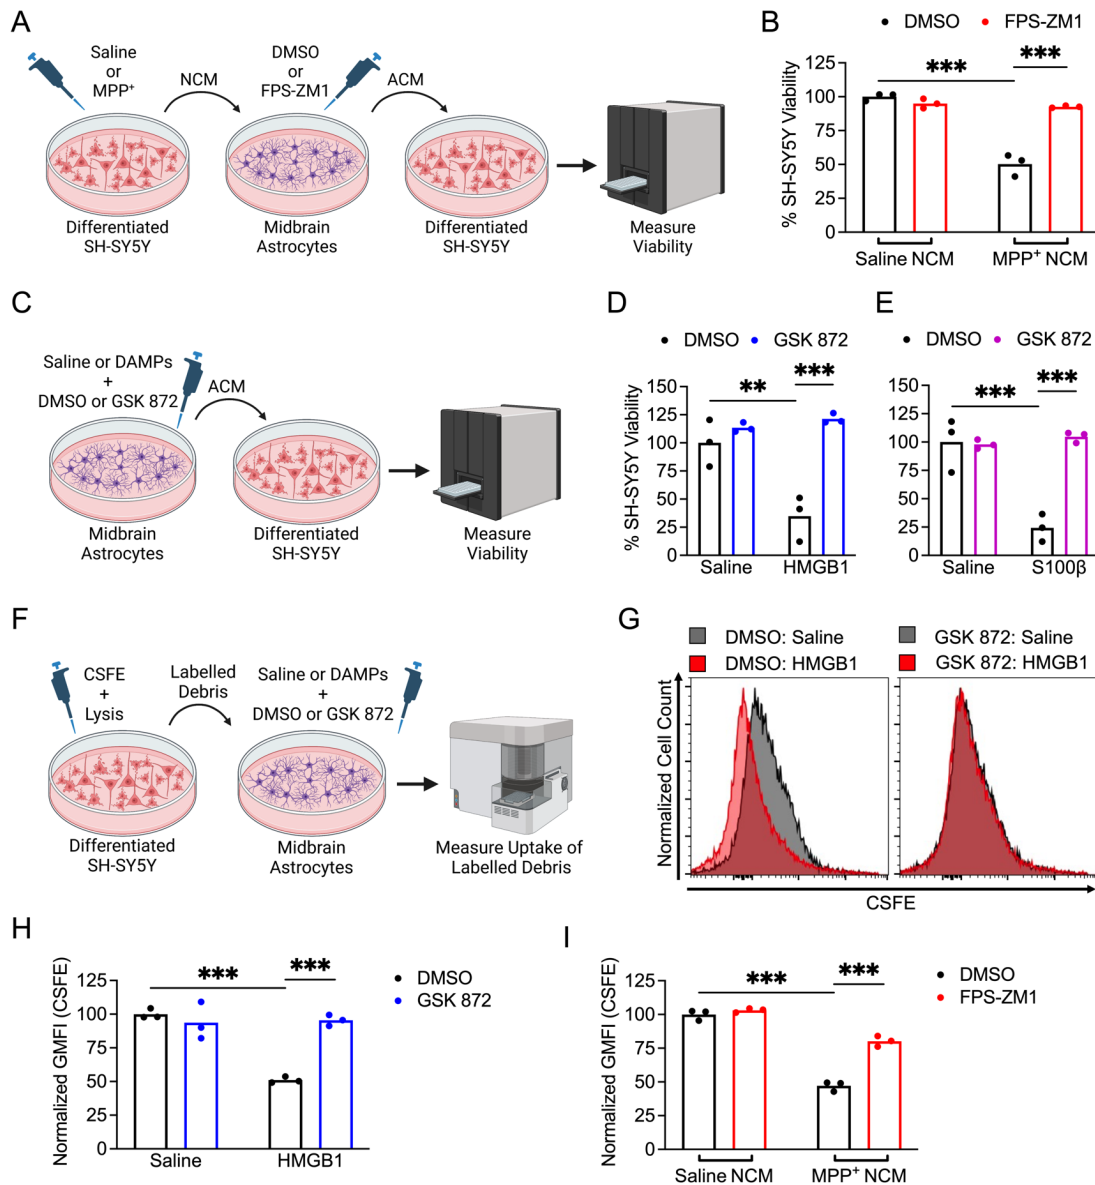 A
Saline
or
MPP⁺
NCM
DMSO
or
FPS-ZM1
ACM
Differentiated
SH-SY5Y
Midbrain
Astrocytes
Differentiated
SH-SY5Y
Measure
Viability
B
DMSO
FPS-ZM1
***
***
% SH-SY5Y Viability
125
100
75
50
25
0
Saline NCM
MPP⁺ NCM
C
Saline or DAMPs
+
DMSO or GSK 872
ACM
Midbrain
Astrocytes
Differentiated
SH-SY5Y
Measure
Viability
D
DMSO
GSK 872
**
***
% SH-SY5Y Viability
150
125
100
75
50
25
0
Saline
HMGB1
E
DMSO
GSK 872
***
***
150
125
100
75
50
25
0
Saline
S100β
F
CSFE
+
Lysis
Labelled
Debris
Saline or DAMPs
+
DMSO or GSK 872
Differentiated
SH-SY5Y
Midbrain
Astrocytes
Measure Uptake of
Labelled Debris
G
DMSO: Saline
DMSO: HMGB1
GSK 872: Saline
GSK 872: HMGB1
Normalized Cell Count
CSFE
H
Normalized GMFI (CSFE)
125
100
75
50
25
0
***
***
DMSO
GSK 872
Saline
HMGB1
I
Normalized GMFI (CSFE)
125
100
75
50
25
0
***
***
DMSO
FPS-ZM1
Saline NCM
MPP⁺ NCM